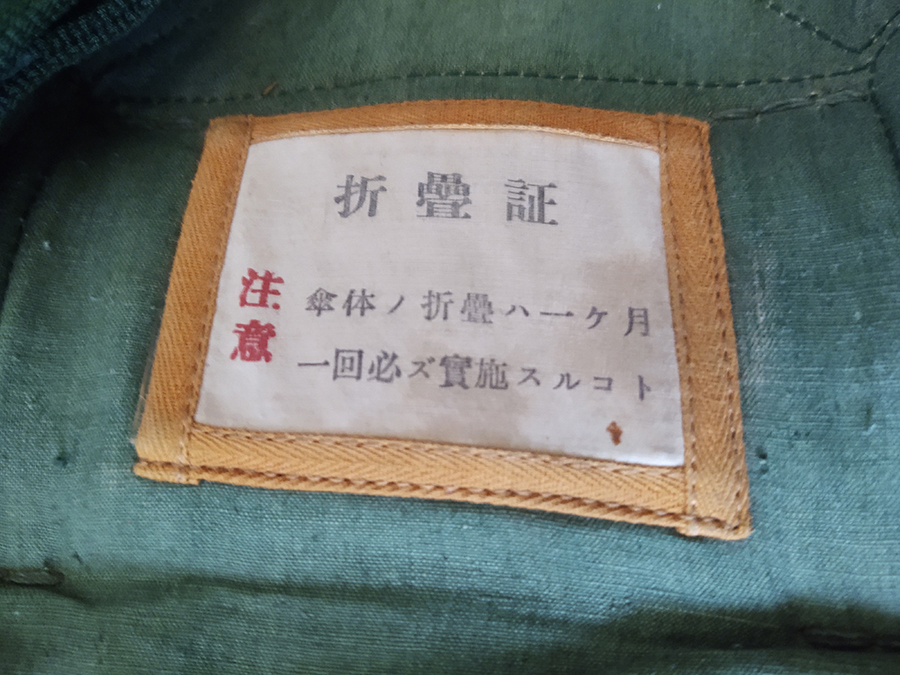 折疊証
注意
傘体ノ折疊ハ一ケ月
一回必ズ實施スルコト